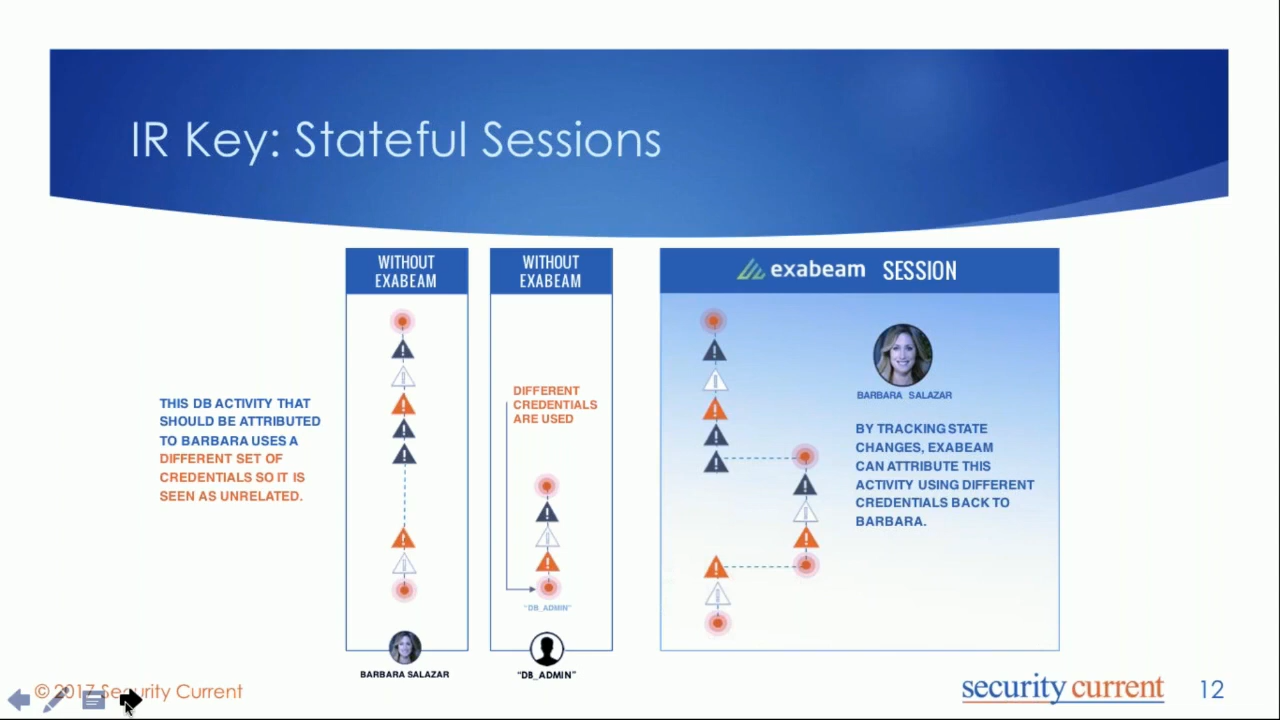 IR Key: Stateful Sessions
WITHOUT
EXABEAM
WITHOUT
EXABEAM
exabeam SESSION
THIS DB ACTIVITY THAT
SHOULD BE ATTRIBUTED
TO BARBARA USES A
DIFFERENT SET OF
CREDENTIALS SO IT IS
SEEN AS UNRELATED.
DIFFERENT
CREDENTIALS
ARE USED
"DB_ADMIN"
BARBARA SALAZAR
"DB_ADMIN"
BARBARA SALAZAR
BY TRACKING STATE
CHANGES, EXABEAM
CAN ATTRIBUTE THIS
ACTIVITY USING DIFFERENT
CREDENTIALS BACK TO
BARBARA.
© 2017 Security Current
security current
12